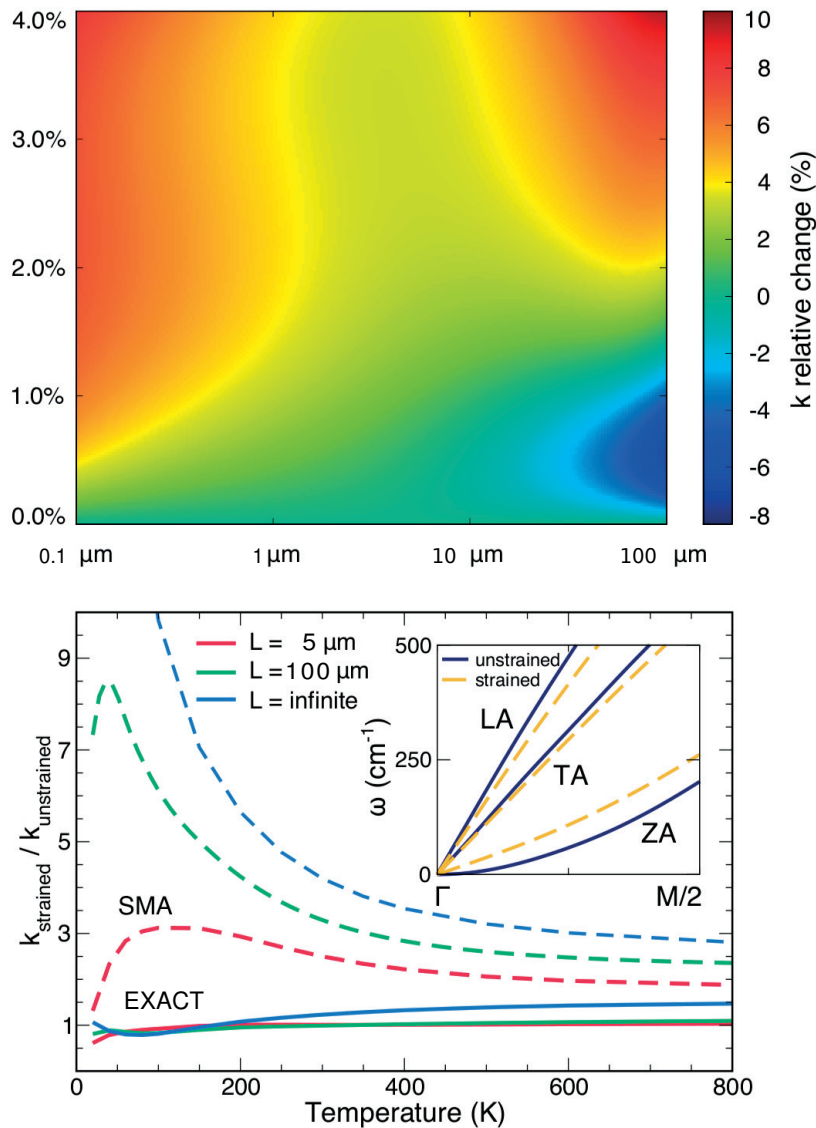 4.0%
3.0%
2.0%
1.0%
0.0%
0.1 µm
1 µm
10 µm
100 µm
10
8
6
4
2
0
-2
-4
-6
-8
k relative change (%)
9
7
5
3
1
k strained / k unstrained
L = 5 µm
L = 100 µm
L = infinite
SMA
EXACT
500
250
0
ω (cm-1)
unstrained
strained
LA
TA
ZA
Γ
M/2
0
200
400
600
800
Temperature (K)